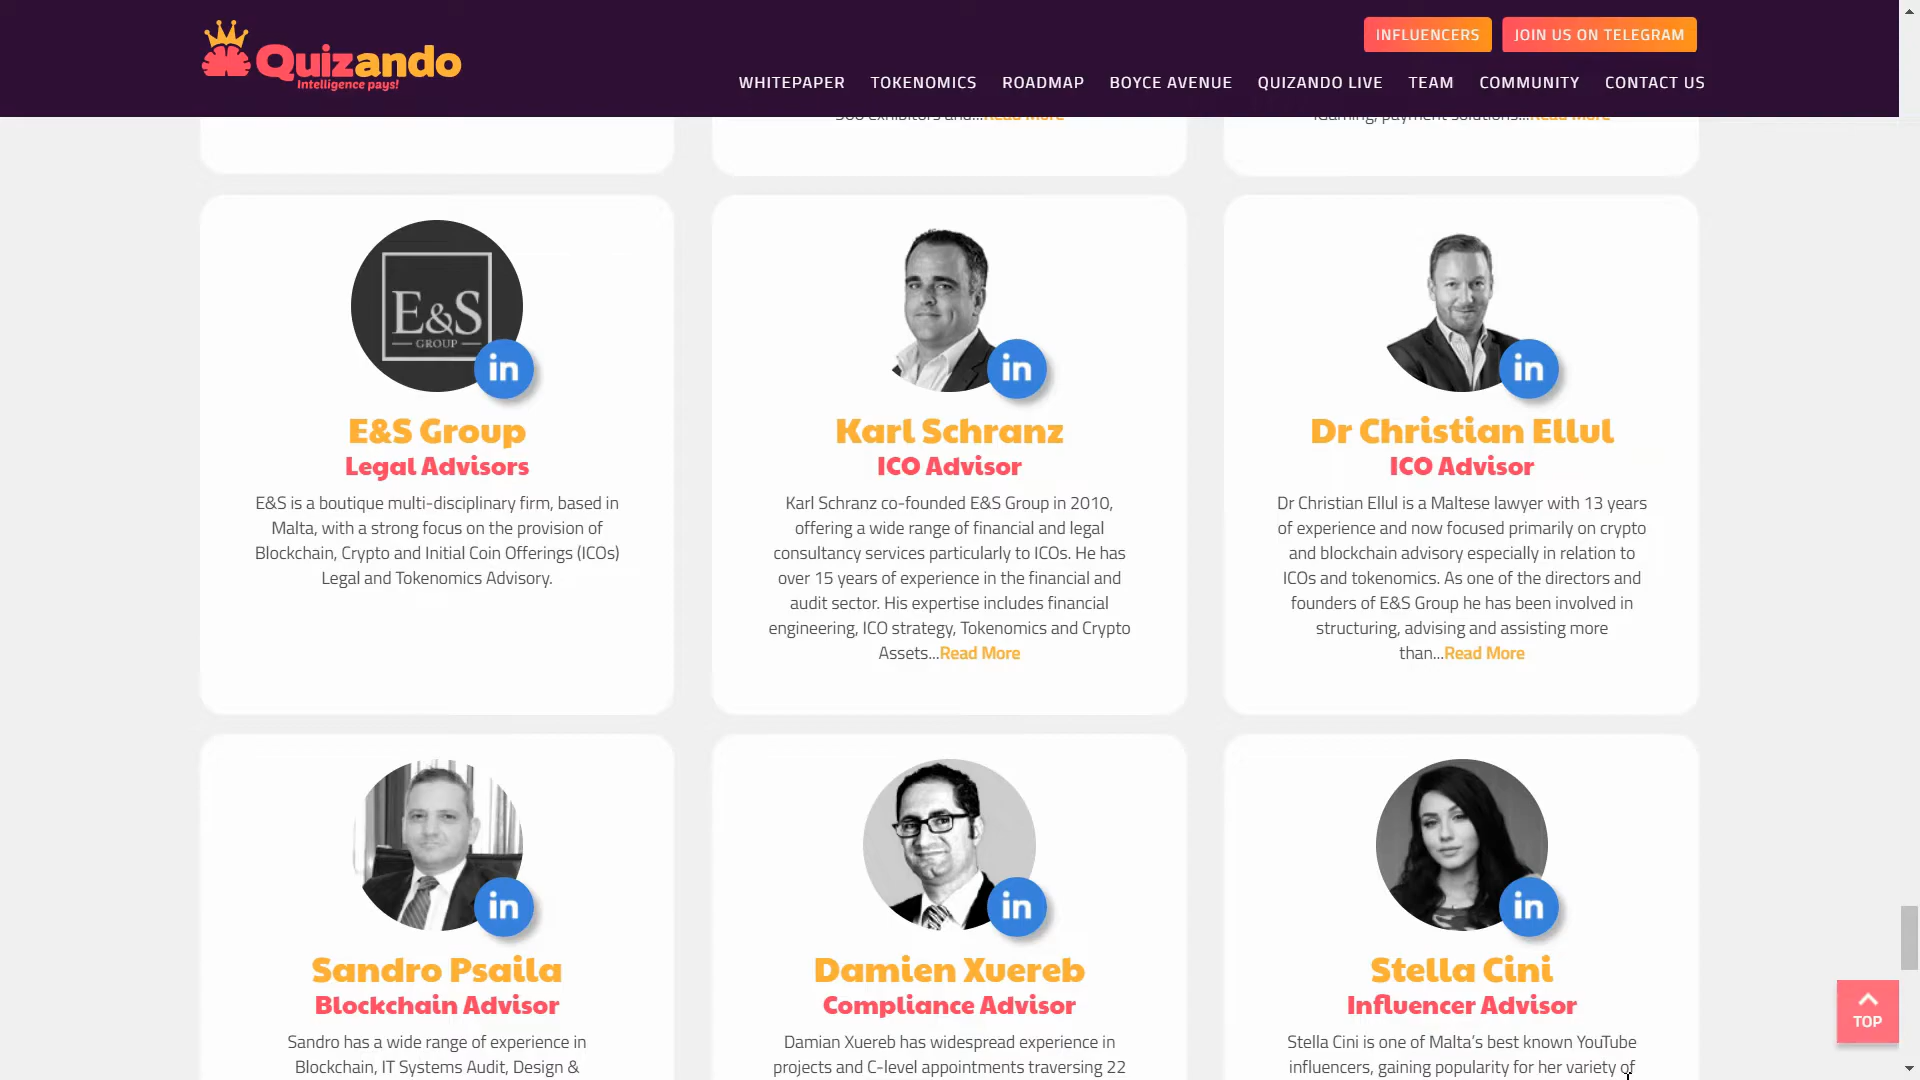 Quizando
Intelligence pays!
INFLUENCERS
JOIN US ON TELEGRAM
WHITEPAPER
TOKENOMICS
ROADMAP
BOYCE AVENUE
QUIZANDO LIVE
TEAM
COMMUNITY
CONTACT US
500 exhibitors and...Read More
iGaming, payment solutions...Read More
E&S
GROUP
in
E&S Group
Legal Advisors
E&S is a boutique multi-disciplinary firm, based in
Malta, with a strong focus on the provision of
Blockchain, Crypto and Initial Coin Offerings (ICOs)
Legal and Tokenomics Advisory.
in
Karl Schranz
ICO Advisor
Karl Schranz co-founded E&S Group in 2010,
offering a wide range of financial and legal
consultancy services particularly to ICOs. He has
over 15 years of experience in the financial and
audit sector. His expertise includes financial
engineering, ICO strategy, Tokenomics and Crypto
Assets...Read More
in
Dr Christian Ellul
ICO Advisor
Dr Christian Ellul is a Maltese lawyer with 13 years
of experience and now focused primarily on crypto
and blockchain advisory especially in relation to
ICOs and tokenomics. As one of the directors and
founders of E&S Group he has been involved in
structuring, advising and assisting more
than...Read More
in
Sandro Psaila
Blockchain Advisor
Sandro has a wide range of experience in
Blockchain, IT Systems Audit, Design &
in
Damien Xuereb
Compliance Advisor
Damian Xuereb has widespread experience in
projects and C-level appointments traversing 22
in
Stella Cini
Influencer Advisor
Stella Cini is one of Malta's best known YouTube
influencers, gaining popularity for her variety of
TOP